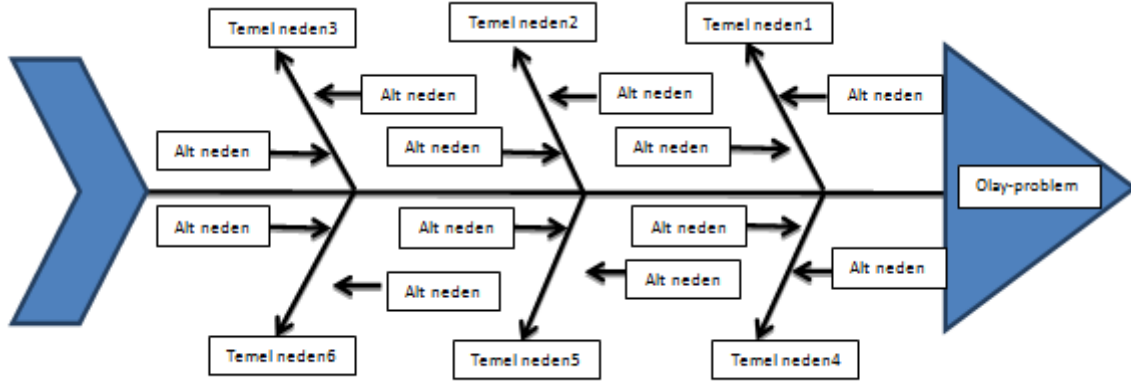 Temel neden3
Temel neden2
Temel neden1
Alt neden
Alt neden
Alt neden
Alt neden
Alt neden
Alt neden
Olay-problem
Alt neden
Alt neden
Alt neden
Alt neden
Alt neden
Alt neden
Temel neden6
Temel neden5
Temel neden4